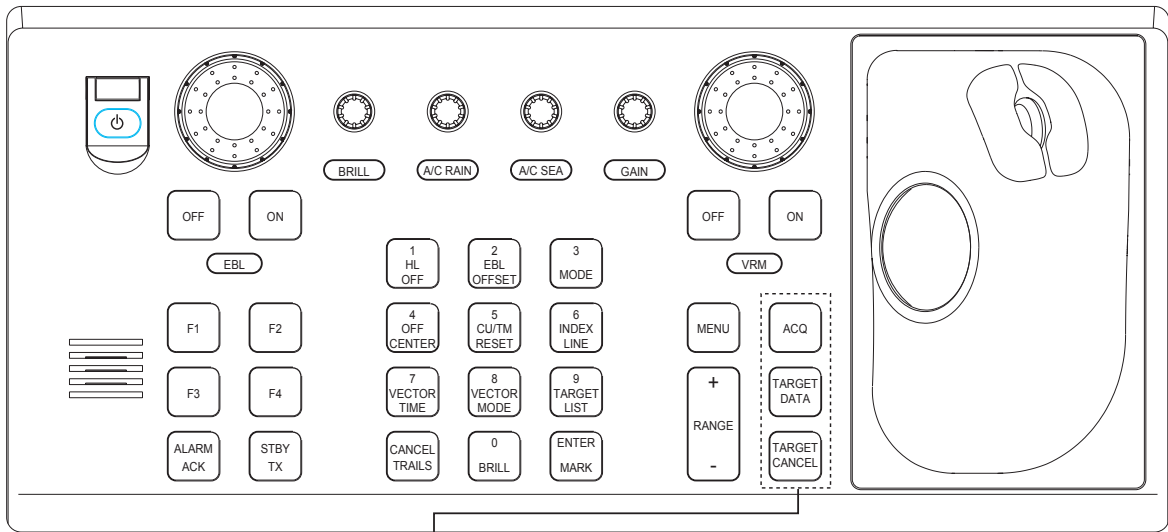 BRILL
A/C RAIN
A/C SEA
GAIN
OFF
ON
EBL
OFF
ON
VRM
1
HL
OFF
2
EBL
OFFSET
3
MODE
F1
F2
4
OFF
CENTER
5
CU/TM
RESET
6
INDEX
LINE
MENU
ACQ
F3
F4
7
VECTOR
TIME
8
VECTOR
MODE
9
TARGET
LIST
+
RANGE
-
TARGET
DATA
ALARM
ACK
STBY
TX
CANCEL
TRAILS
0
BRILL
ENTER
MARK
TARGET
CANCEL